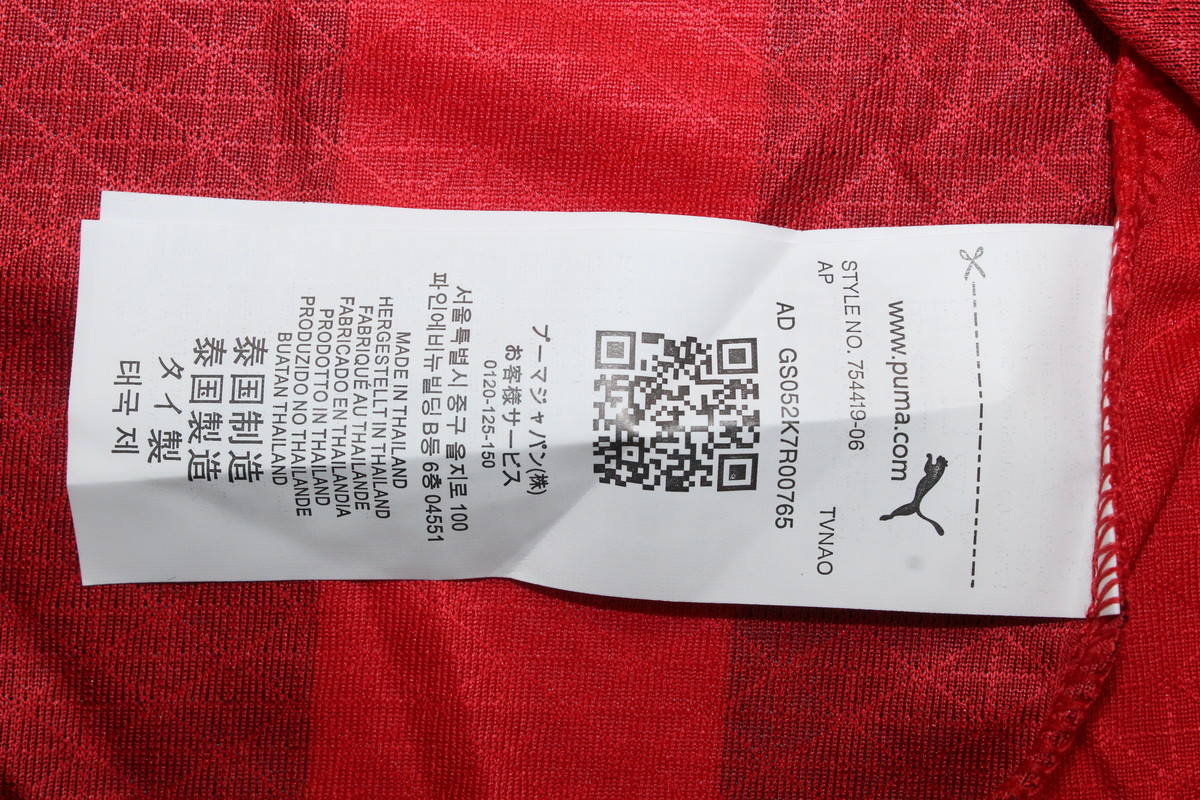 www.puma.com
STYLE NO. 754419-06
AP
TVNAO
AD GS052K7R00765
プーマジャパン(株)
お客様サービス
0120-125-150
서울특별시 중구 을지로 100
파인에비뉴빌딩 B동 6층 04551
MADE IN THAILAND
HERGESTELLT IN THAILAND
FABRIQUÉ AU THAILANDE
FABRICADO EN THAILANDIA
PRODOTTO IN THAILAND
PRODUZIDO NO THAILANDE
BUATAN THAILAND
泰国制造
泰国製造
タイ製
태국 제